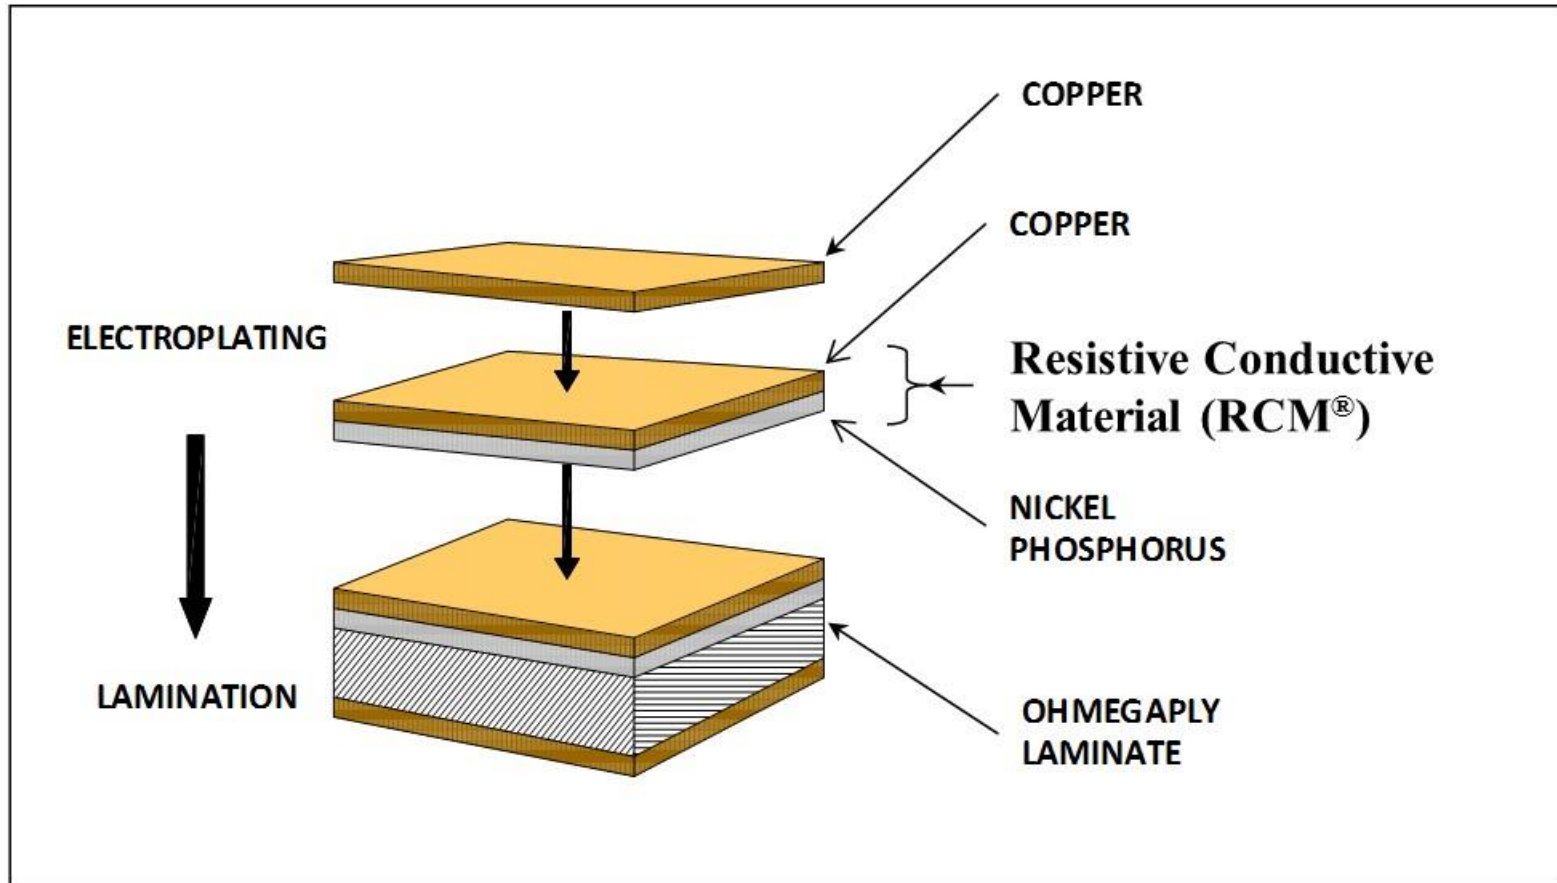 COPPER
COPPER
ELECTROPLATING
Resistive Conductive
Material (RCM®)
NICKEL
PHOSPHORUS
LAMINATION
OHMEGAPLY
LAMINATE